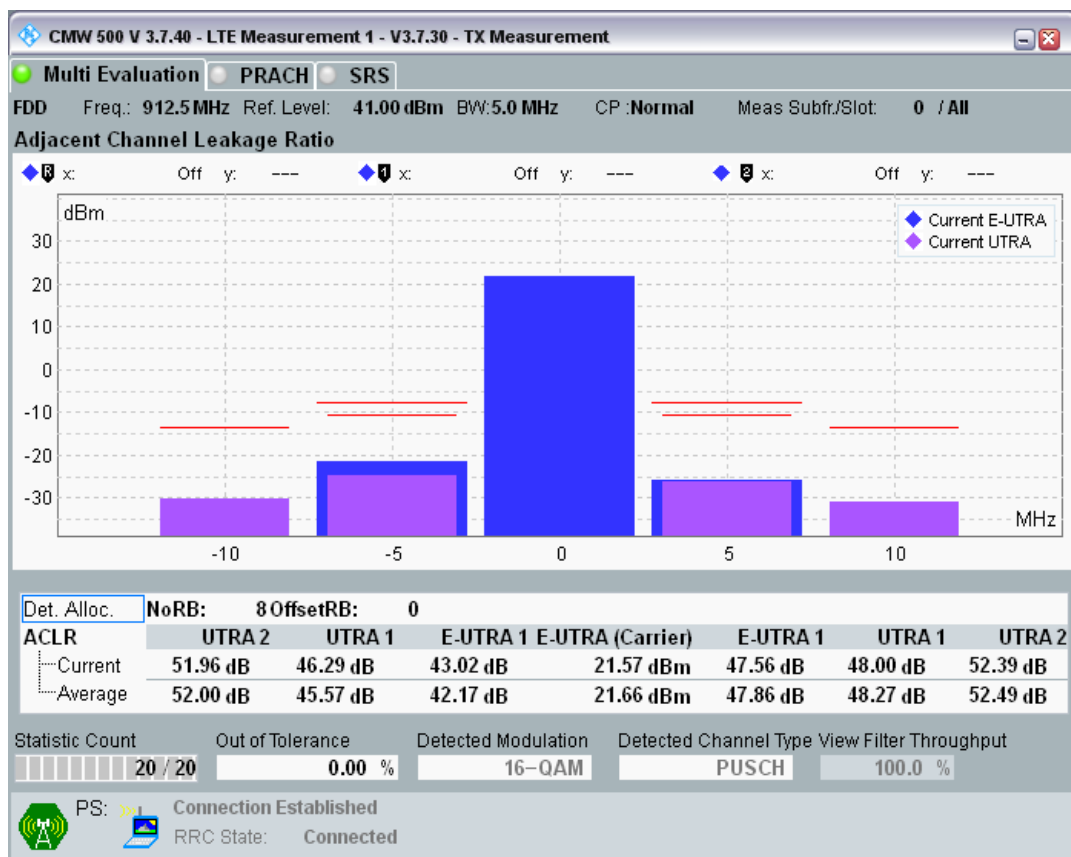 CMW 500 V 3.7.40 - LTE Measurement 1 - V3.7.30 - TX Measurement
Multi Evaluation PRACH SRS
FDD Freq.: 912.5 MHz Ref. Level: 41.00 dBm BW:5.0 MHz CP :Normal Meas Subfr./Slot: 0 / All
Adjacent Channel Leakage Ratio
R x: Off y: --- 1 x: Off y: --- 2 x: Off y: ---
dBm
Current E-UTRA
Current UTRA
30
20
10
0
-10
-20
-30
MHz
-10 -5 0 5 10
Det. Alloc. NoRB: 8 OffsetRB: 0
ACLR UTRA 2 UTRA 1 E-UTRA 1 E-UTRA (Carrier) E-UTRA 1 UTRA 1 UTRA 2
Current 51.96 dB 46.29 dB 43.02 dB 21.57 dBm 47.56 dB 48.00 dB 52.39 dB
Average 52.00 dB 45.57 dB 42.17 dB 21.66 dBm 47.86 dB 48.27 dB 52.49 dB
Statistic Count Out of Tolerance Detected Modulation Detected Channel Type View Filter Throughput
20 / 20 0.00 % 16-QAM PUSCH 100.0 %
PS: Connection Established
RRC State: Connected